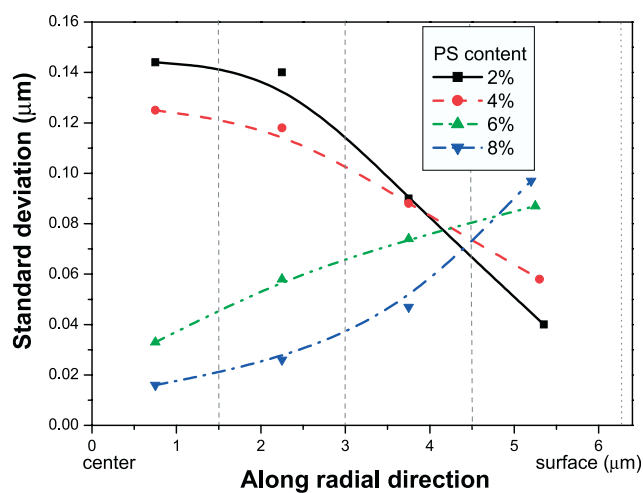 0.16
0.14
0.12
0.10
0.08
0.06
0.04
0.02
0.00
Standard deviation (μm)
PS content
2%
4%
6%
8%
0 1 2 3 4 5 6
center surface (μm)
Along radial direction